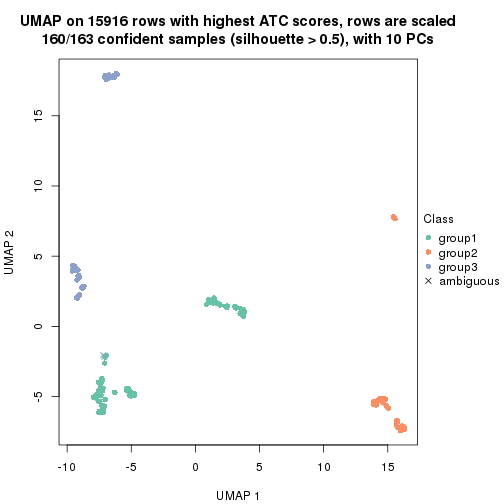 UMAP on 15916 rows with highest ATC scores, rows are scaled
160/163 confident samples (silhouette > 0.5), with 10 PCs
15
10
5
0
-5
UMAP 2
-10
-5
0
5
10
15
UMAP 1
Class
group1
group2
group3
ambiguous